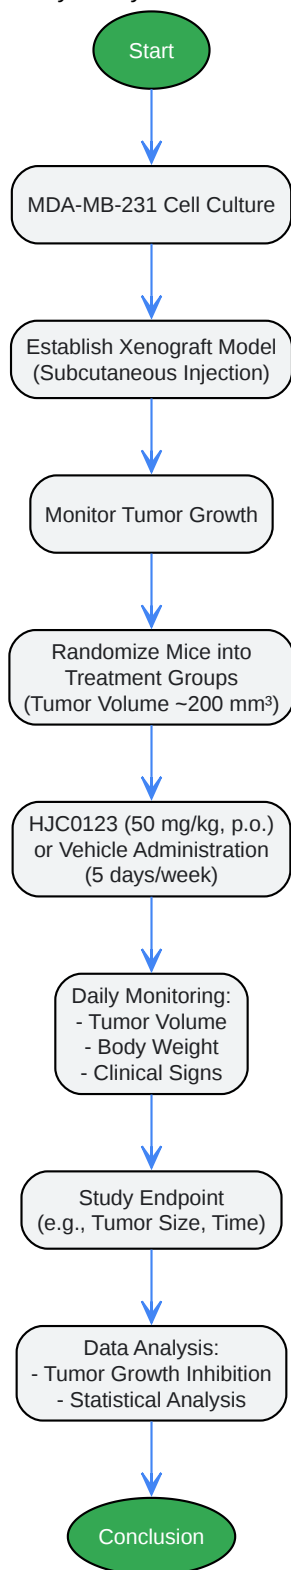 Start
MDA-MB-231 Cell Culture
Establish Xenograft Model
(Subcutaneous Injection)
Monitor Tumor Growth
Randomize Mice into
Treatment Groups
(Tumor Volume ~200 mm³)
HJC0123 (50 mg/kg, p.o.)
or Vehicle Administration
(5 days/week)
Daily Monitoring:
- Tumor Volume
- Body Weight
- Clinical Signs
Study Endpoint
(e.g., Tumor Size, Time)
Data Analysis:
- Tumor Growth Inhibition
- Statistical Analysis
Conclusion